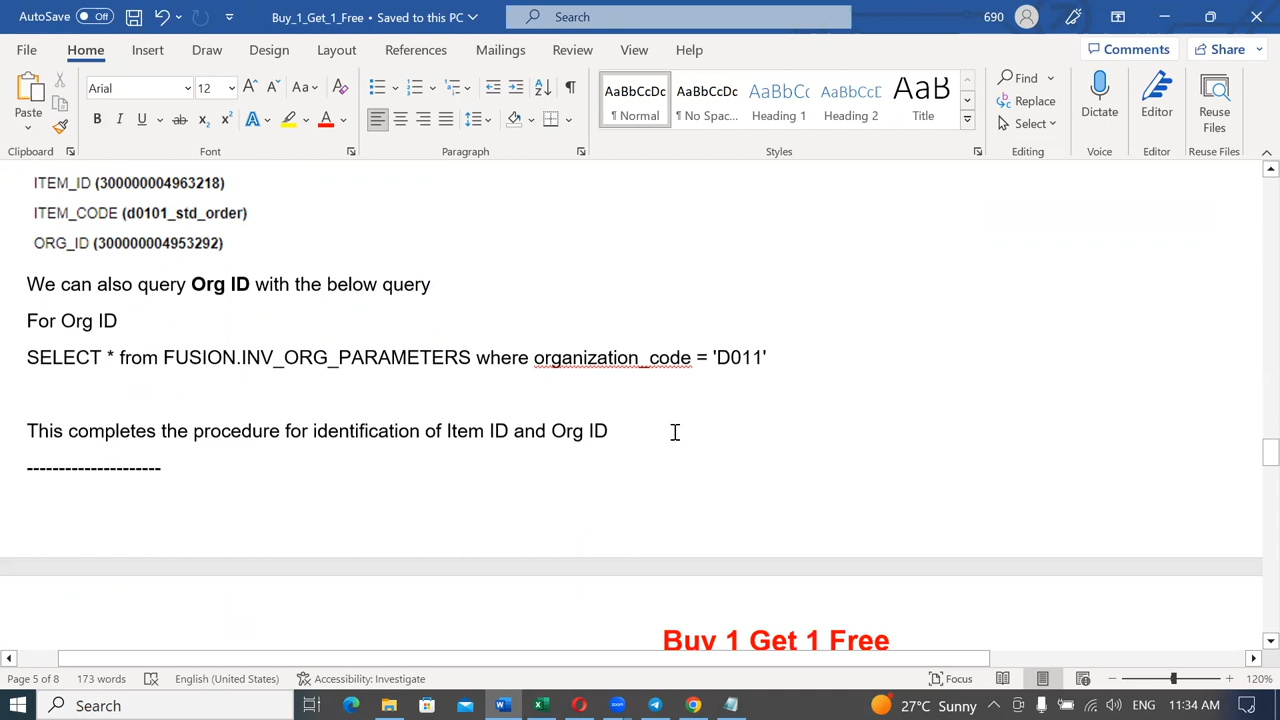 AutoSave Off Buy_1_Get_1_Free • Saved to this PC Search 690
File Home Insert Draw Design Layout References Mailings Review View Help Comments Share
Paste
Clipboard
Arial 12
Font
Paragraph
AaBbCcDc AaBbCcDc AaBbCc AaBbCcD AaB
¶ Normal ¶ No Spac... Heading 1 Heading 2 Title
Styles
Find
Replace
Select
Editing
Dictate
Voice
Editor
Editor
Reuse Files
Reuse Files
ITEM_ID (300000004963218)
ITEM_CODE (d0101_std_order)
ORG_ID (300000004953292)
We can also query Org ID with the below query
For Org ID
SELECT * from FUSION.INV_ORG_PARAMETERS where organization_code = 'D011'
This completes the procedure for identification of Item ID and Org ID
---------------------
Buy 1 Get 1 Free
Page 5 of 8 173 words English (United States) Accessibility: Investigate Focus 120%
Search 27°C Sunny ENG 11:34 AM